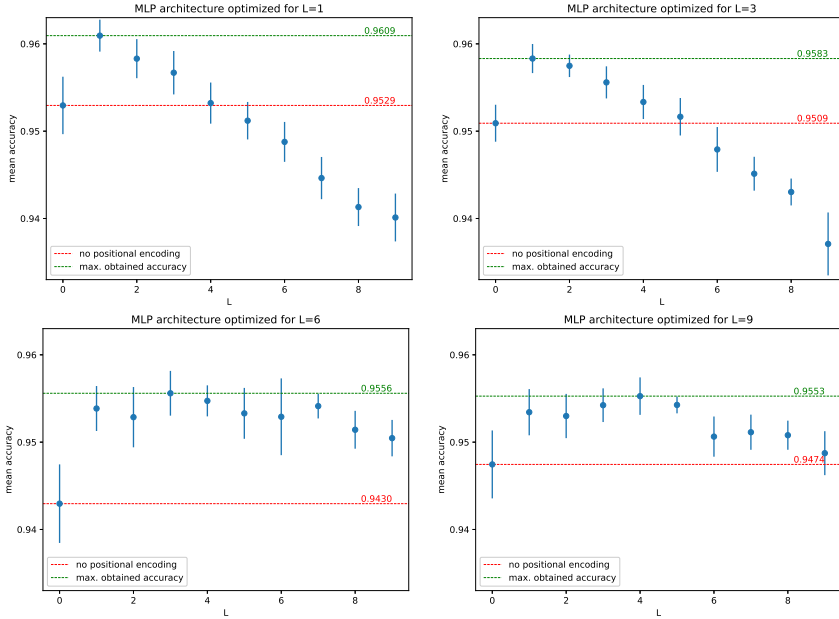 MLP architecture optimized for L=1
mean accuracy
0.96
0.95
0.94
0.9609
0.9529
no positional encoding
max. obtained accuracy
0 2 4 6 8
L
MLP architecture optimized for L=3
mean accuracy
0.96
0.95
0.94
0.9583
0.9509
no positional encoding
max. obtained accuracy
0 2 4 6 8
L
MLP architecture optimized for L=6
mean accuracy
0.96
0.95
0.94
0.9556
0.9430
no positional encoding
max. obtained accuracy
0 2 4 6 8
L
MLP architecture optimized for L=9
mean accuracy
0.96
0.95
0.94
0.9553
0.9474
no positional encoding
max. obtained accuracy
0 2 4 6 8
L